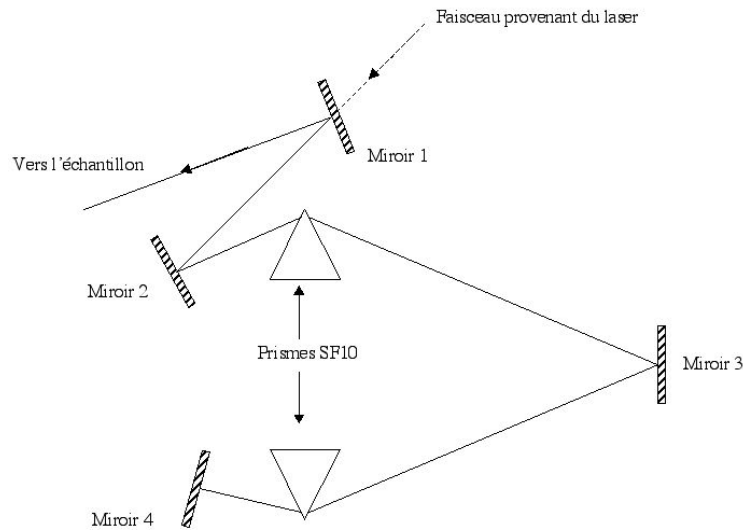 Faisceau provenant du laser
Miroir 1
Vers l'échantillon
Miroir 2
Prismes SF10
Miroir 3
Miroir 4